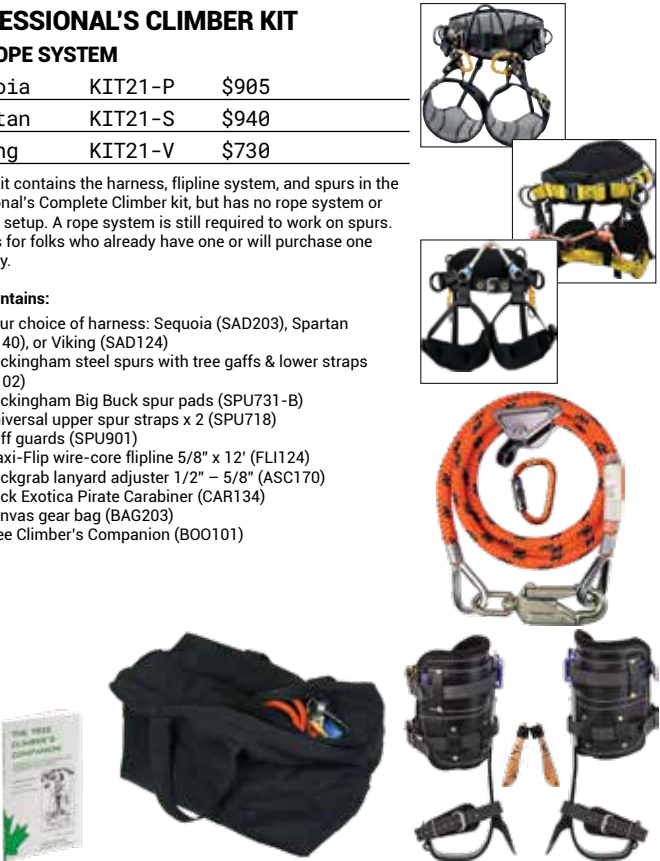 ESSIONAL'S CLIMBER KIT
OPE SYSTEM
oia KIT21-P $905
tan KIT21-S $940
ng KIT21-V $730
it contains the harness, flipline system, and spurs in the
onal's Complete Climber kit, but has no rope system or
setup. A rope system is still required to work on spurs.
s for folks who already have one or will purchase one
y.
ntains:
ur choice of harness: Sequoia (SAD203), Spartan
40), or Viking (SAD124)
ckingham steel spurs with tree gaffs & lower straps
02)
ckingham Big Buck spur pads (SPU731-B)
iversal upper spur straps x 2 (SPU718)
ff guards (SPU901)
axi-Flip wire-core flipline 5/8" x 12' (FLI124)
ckgrab lanyard adjuster 1/2" – 5/8" (ASC170)
ck Exotica Pirate Carabiner (CAR134)
nvas gear bag (BAG203)
ee Climber's Companion (BOO101)
THE TREE
CLIMBER'S
COMPANION